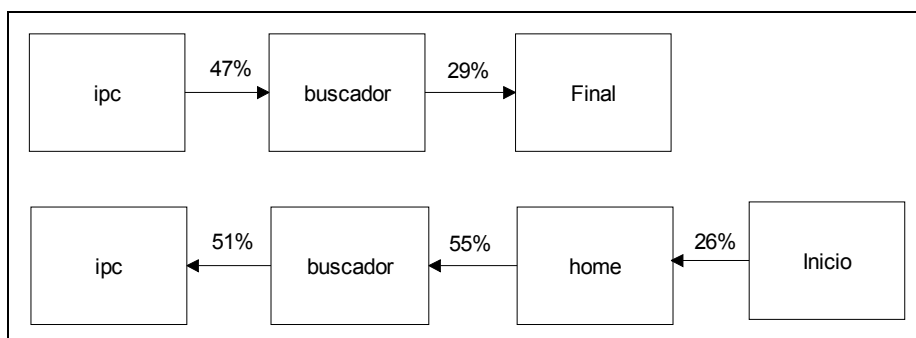 47%
29%
ipc
buscador
Final
51%
55%
26%
ipc
buscador
home
Inicio